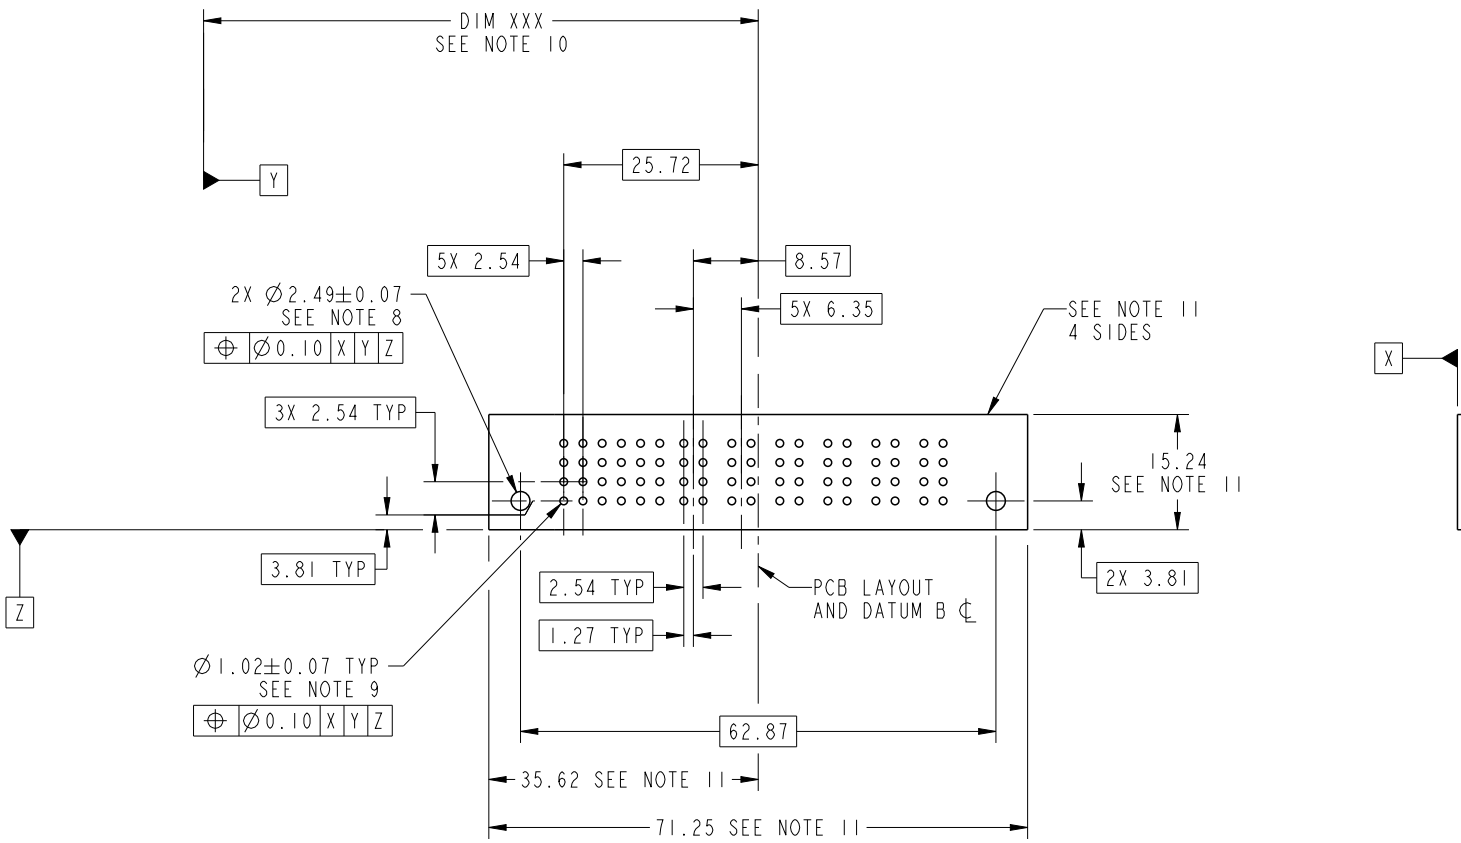 DIM XXX
SEE NOTE 10
25.72
Y
5X 2.54
8.57
2X Ø2.49±0.07
SEE NOTE 8
⌖ Ø0.10 X Y Z
5X 6.35
SEE NOTE 11
4 SIDES
X
3X 2.54 TYP
15.24
SEE NOTE 11
3.81 TYP
2.54 TYP
PCB LAYOUT
AND DATUM B ℄
2X 3.81
Z
1.27 TYP
Ø1.02±0.07 TYP
SEE NOTE 9
⌖ Ø0.10 X Y Z
62.87
35.62 SEE NOTE 11
71.25 SEE NOTE 11